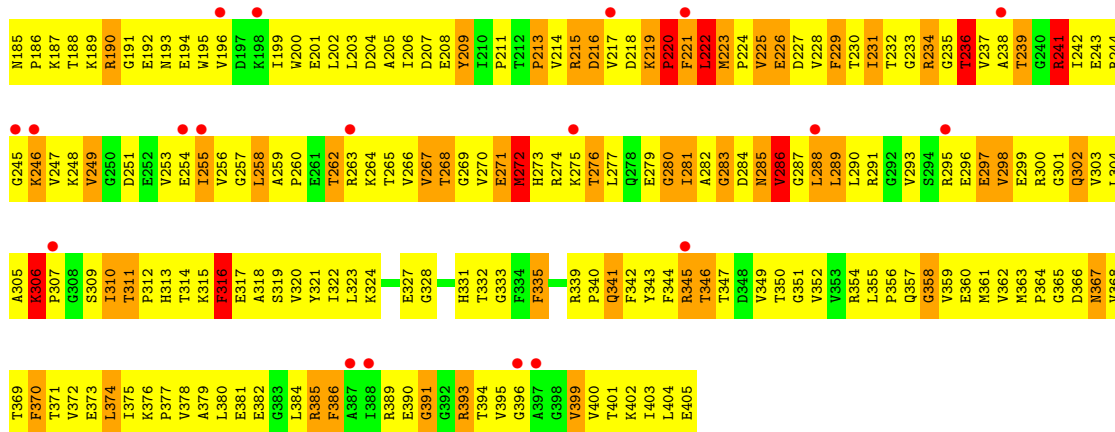 N185 P186 K187 T188 K189 R190 G191 E192 N193 E194 W195 V196 D197 K198 I199 W200 E201 L202 L203 D204 A205 I206 D207 E208 Y209 I210 P211 T212 P213 V214 R215 D216 V217 D218 K219 P220 F221 L222 M223 P224 V225 E226 D227 V228 F229 T230 I231 T232 G233 R234 G235 T236 V237 A238 T239 G240 R241 I242 E243 R244
G245 K246 V247 K248 V249 G250 D251 E252 V253 E254 I255 V256 G257 L258 A259 P260 E261 T262 R263 K264 T265 V266 V267 T268 G269 V270 E271 M272 H273 R274 K275 T276 L277 Q278 E279 G280 I281 A282 G283 D284 N285 V286 G287 L288 L289 L290 R291 G292 V293 S294 R295 E296 E297 V298 E299 R300 G301 Q302 V303 L304
A305 K306 P307 G308 S309 I310 T311 P312 H313 T314 K315 F316 E317 A318 S319 V320 Y321 I322 L323 K324 E327 G328 H331 T332 G333 F334 F335 R339 P340 Q341 F342 Y343 F344 R345 T346 T347 D348 V349 T350 G351 V352 V353 R354 L355 P356 Q357 G358 V359 E360 M361 V362 M363 P364 G365 D366 N367 V368
T369 F370 T371 V372 E373 L374 I375 K376 P377 V378 A379 L380 E381 E382 G383 L384 R385 F386 A387 I388 R389 E390 G391 G392 R393 T394 V395 G396 A397 G398 V399 V400 T401 K402 I403 L404 E405